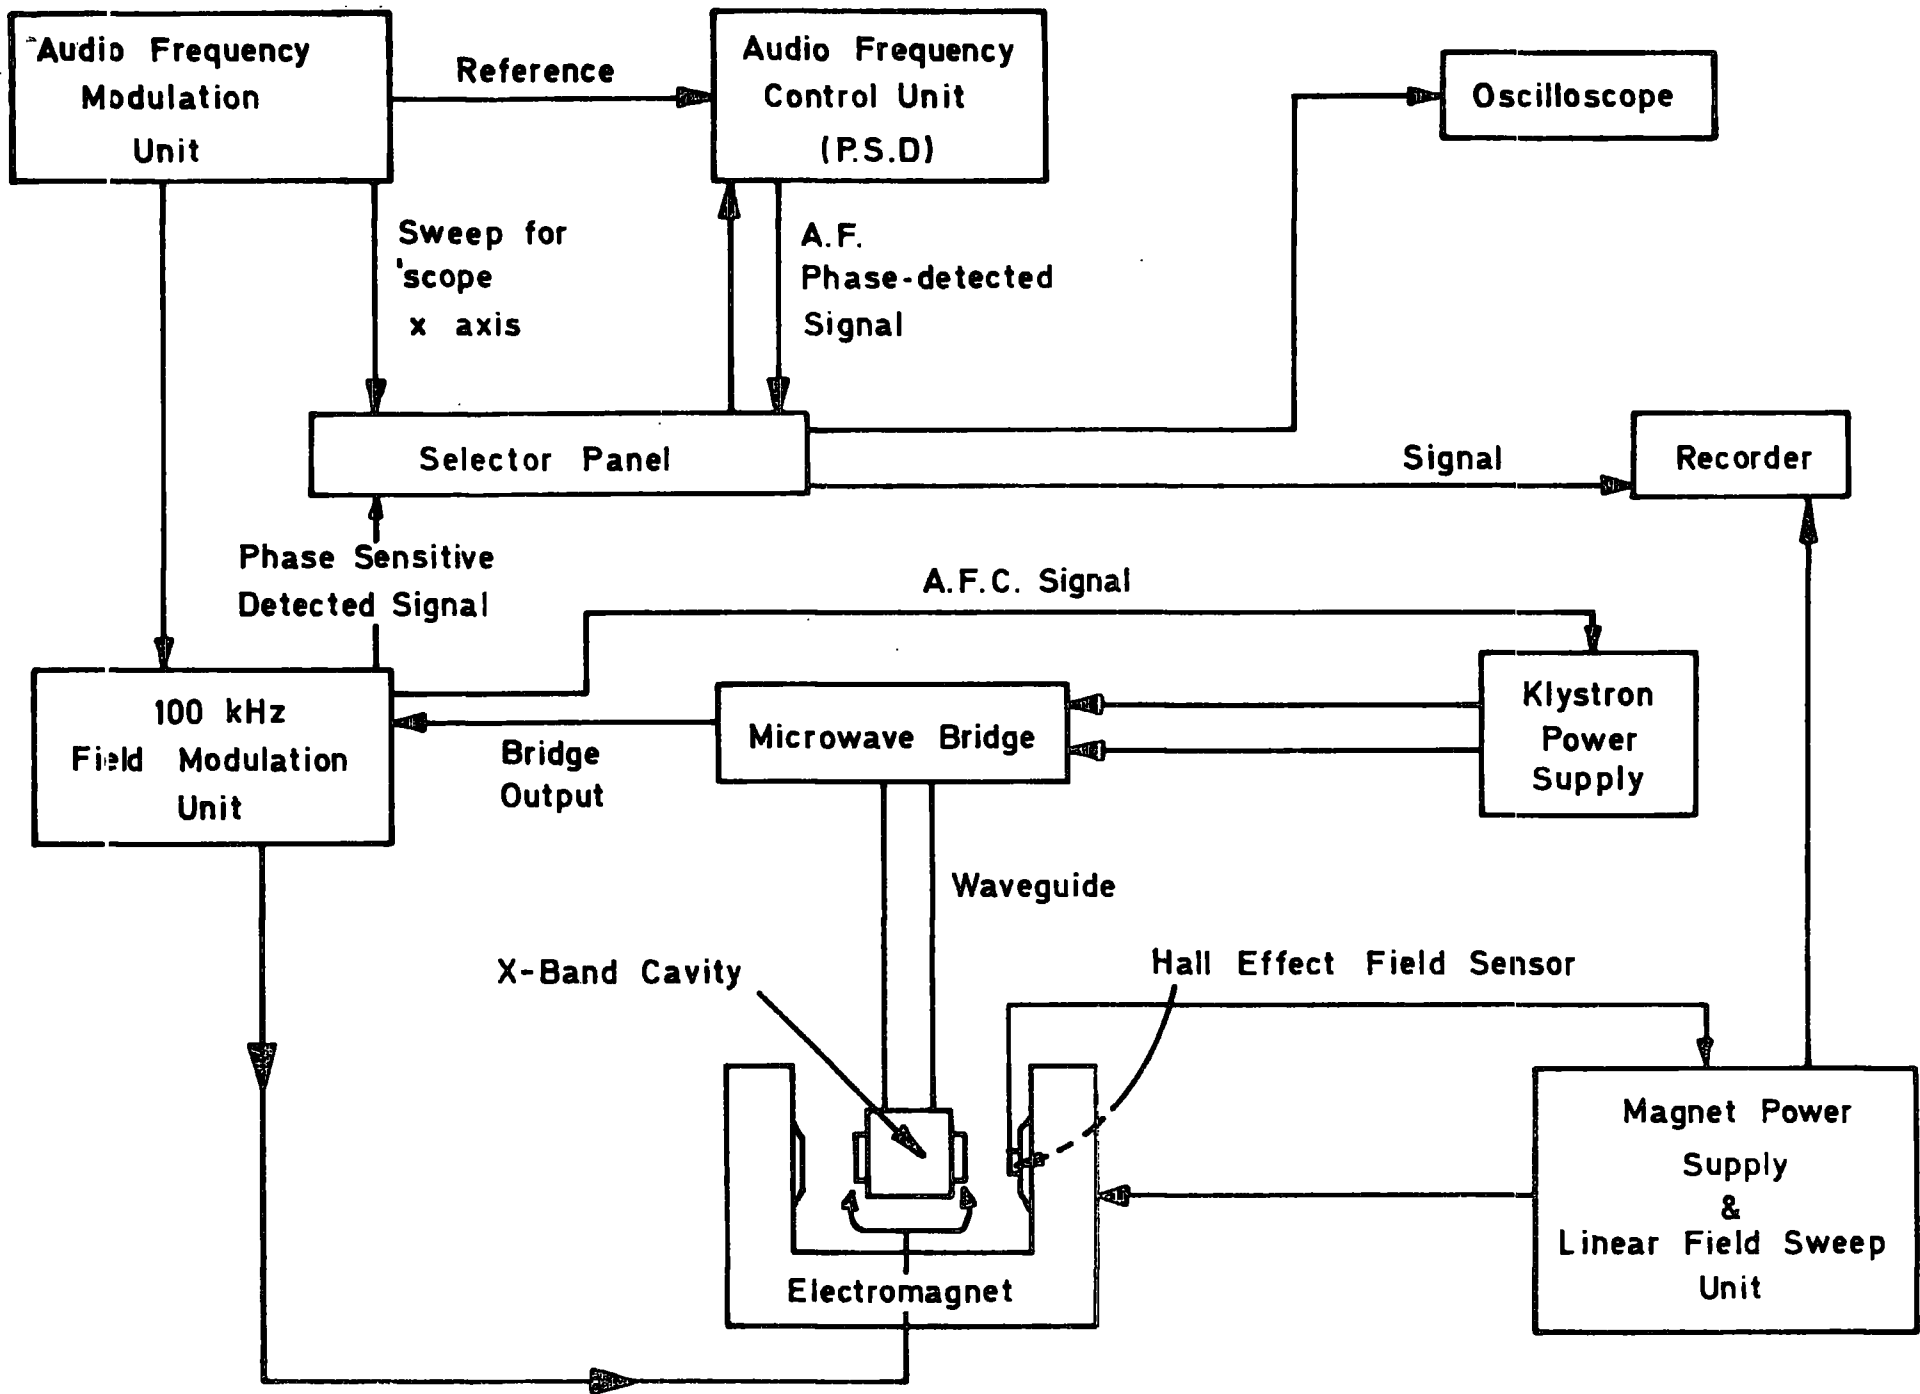 Audio Frequency
Modulation
Unit
Reference
Audio Frequency
Control Unit
(P.S.D)
Oscilloscope
Sweep for
'scope
x axis
A.F.
Phase-detected
Signal
Selector Panel
Signal
Recorder
Phase Sensitive
Detected Signal
A.F.C. Signal
100 kHz
Field Modulation
Unit
Bridge
Output
Microwave Bridge
Klystron
Power
Supply
Waveguide
X-Band Cavity
Hall Effect Field Sensor
Magnet Power
Supply
&
Linear Field Sweep
Unit
Electromagnet